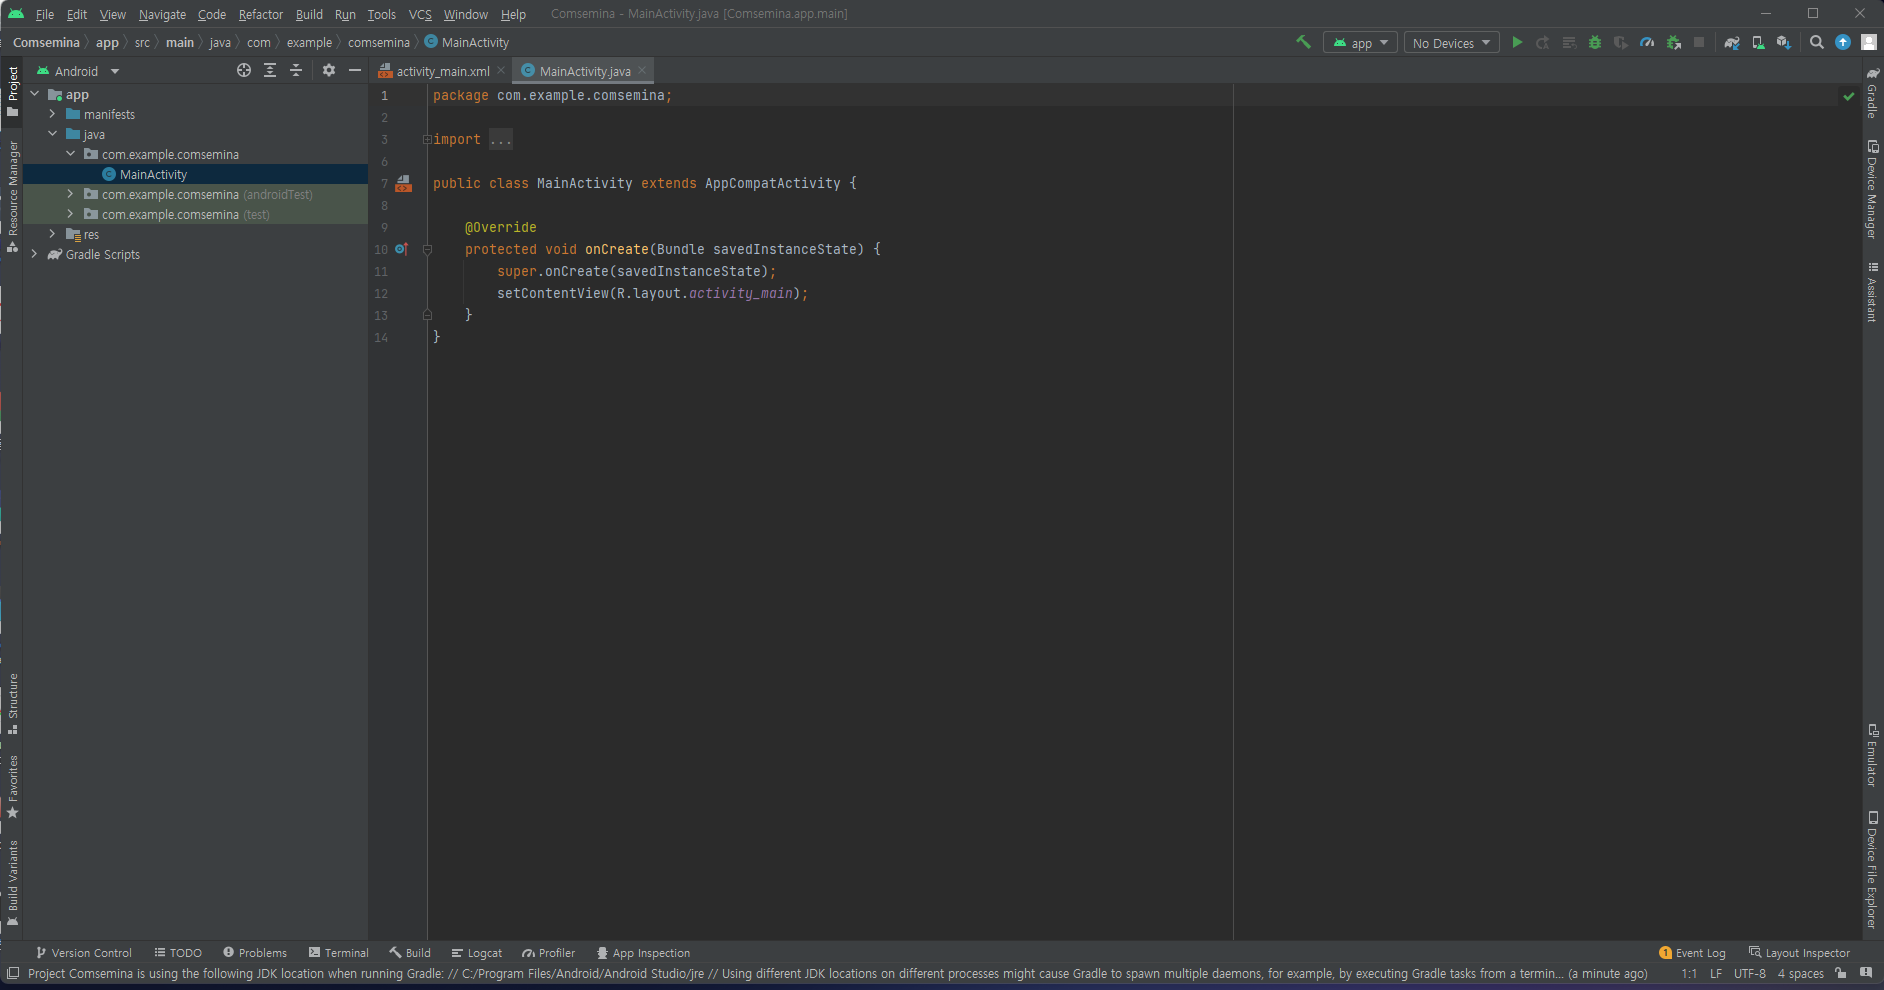 File Edit View Navigate Code Refactor Build Run Tools VCS Window Help Comsemina - MainActivity.java [Comsemina.app.main]
Comsemina app src main java com example comsemina MainActivity app No Devices
Project
Resource Manager
Structure
Favorites
Build Variants
Android
app
manifests
java
com.example.comsemina
MainActivity
com.example.comsemina (androidTest)
com.example.comsemina (test)
res
Gradle Scripts
activity_main.xml MainActivity.java
1 package com.example.comsemina;
2
3 import ...
6
7 public class MainActivity extends AppCompatActivity {
8
9 @Override
10 protected void onCreate(Bundle savedInstanceState) {
11 super.onCreate(savedInstanceState);
12 setContentView(R.layout.activity_main);
13 }
14 }
Gradle
Device Manager
Assistant
Emulator
Device File Explorer
Version Control TODO Problems Terminal Build Logcat Profiler App Inspection 1 Event Log Layout Inspector
Project Comsemina is using the following JDK location when running Gradle: // C:/Program Files/Android/Android Studio/jre // Using different JDK locations on different processes might cause Gradle to spawn multiple daemons, for example, by executing Gradle tasks from a termin... (a minute ago) 1:1 LF UTF-8 4 spaces